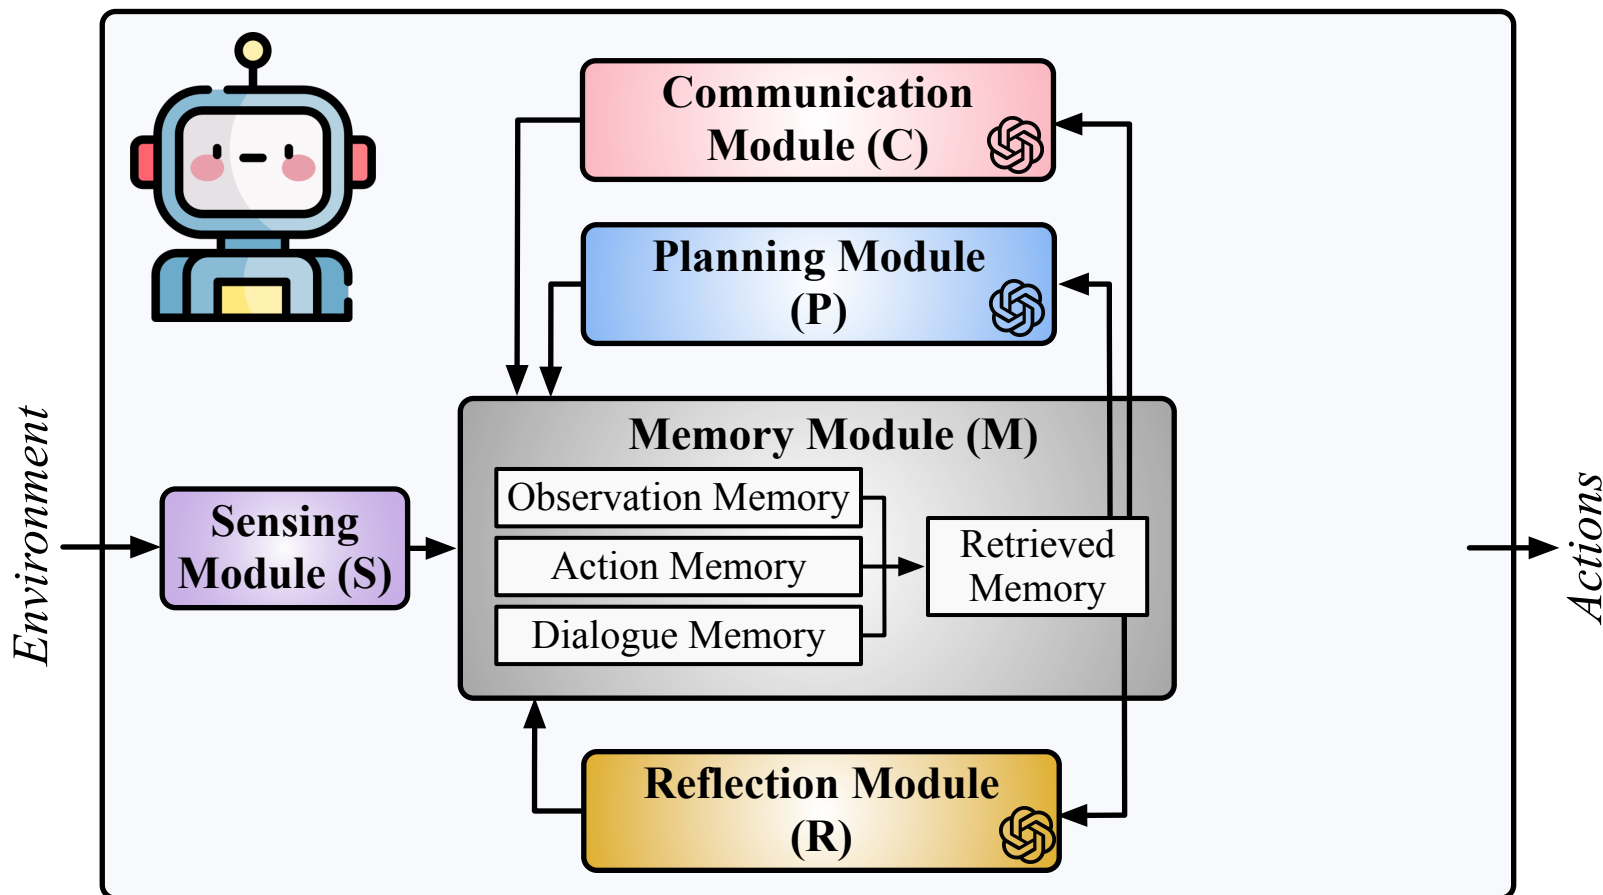 Communication
Module (C)
Planning Module
(P)
Memory Module (M)
Observation Memory
Action Memory
Dialogue Memory
Retrieved
Memory
Environment
Sensing
Module (S)
Actions
Reflection Module
(R)